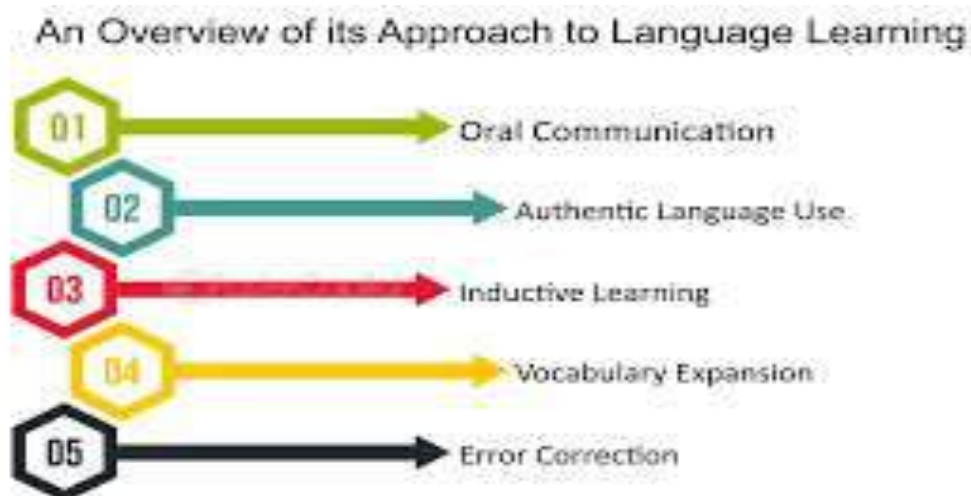 An Overview of its Approach to Language Learning
01 Oral Communication
02 Authentic Language Use
03 Inductive Learning
04 Vocabulary Expansion
05 Error Correction